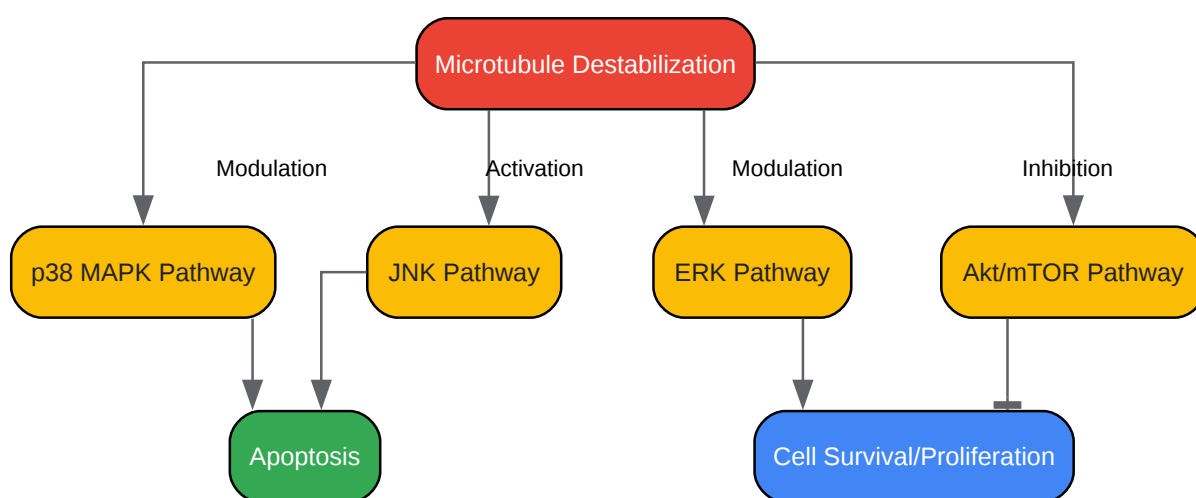 Microtubule Destabilization
Modulation
Activation
Modulation
Inhibition
p38 MAPK Pathway
JNK Pathway
ERK Pathway
Akt/mTOR Pathway
Apoptosis
Cell Survival/Proliferation